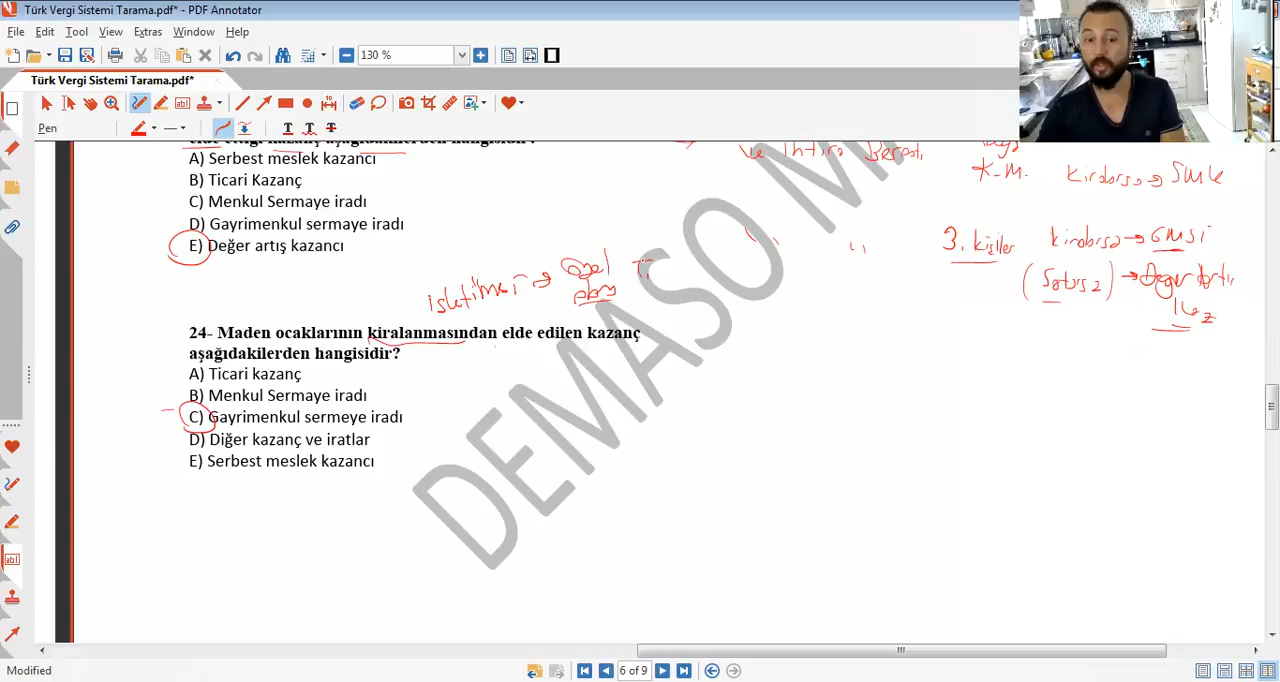 Türk Vergi Sistemi Tarama.pdf* - PDF Annotator
File Edit Tool View Extras Window Help
130 %
Türk Vergi Sistemi Tarama.pdf*
Pen
A) Serbest meslek kazancı
B) Ticari Kazanç
C) Menkul Sermaye iradı
D) Gayrimenkul sermaye iradı
E) Değer artış kazancı
ve ihtira Beratı
K.M.
kiralarsa → SMK
3. kişiler kiralarsa → GMSİ
(Satarsa) → Değer Artış
Kaz
işletilmesi → özel
24- Maden ocaklarının kiralanmasından elde edilen kazanç
aşağıdakilerden hangisidir?
A) Ticari kazanç
B) Menkul Sermaye iradı
C) Gayrimenkul sermeye iradı
D) Diğer kazanç ve iratlar
E) Serbest meslek kazancı
DEMASO
Modified
6 of 9